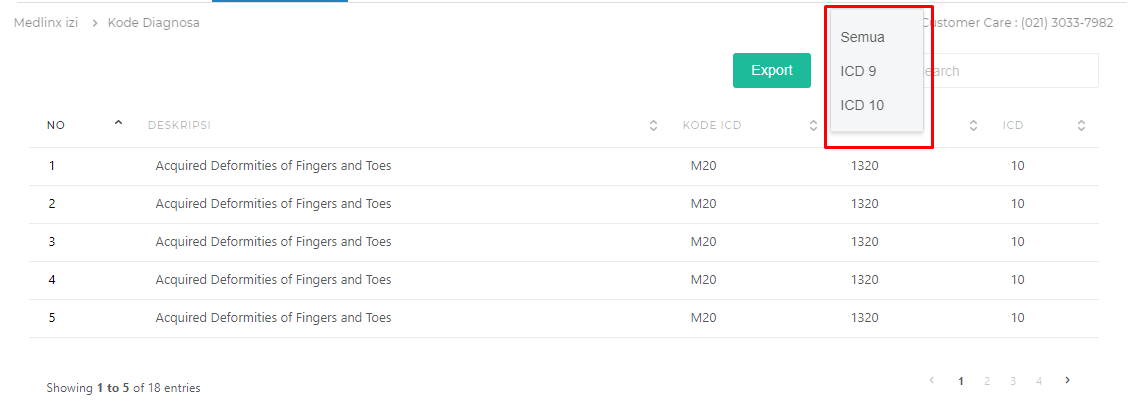 Medlinx izi > Kode Diagnosa
Customer Care : (021) 3033-7982
Semua
ICD 9
ICD 10
Export
Search
NO DESKRIPSI KODE ICD ICD
1 Acquired Deformities of Fingers and Toes M20 1320 10
2 Acquired Deformities of Fingers and Toes M20 1320 10
3 Acquired Deformities of Fingers and Toes M20 1320 10
4 Acquired Deformities of Fingers and Toes M20 1320 10
5 Acquired Deformities of Fingers and Toes M20 1320 10
Showing 1 to 5 of 18 entries
‹ 1 2 3 4 ›